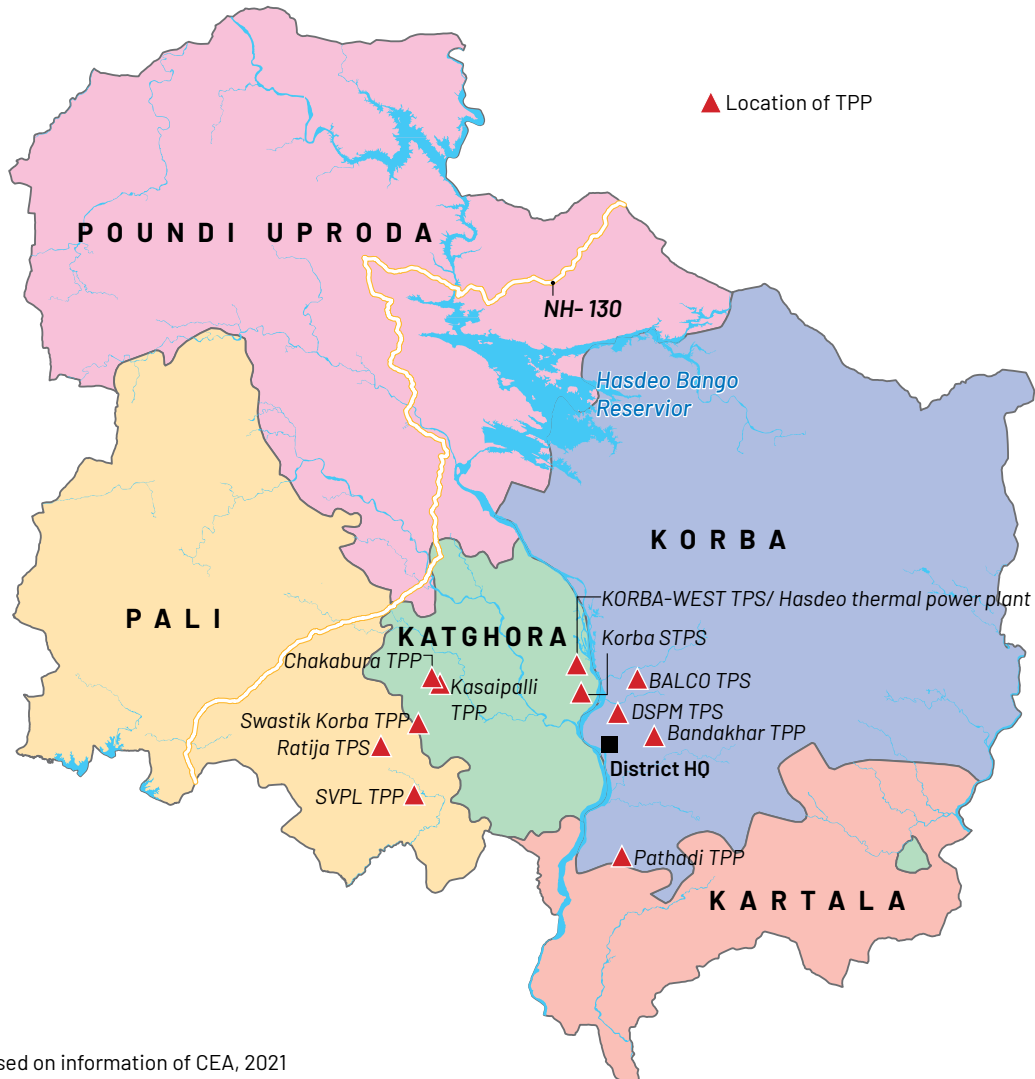 Location of TPP
POUNDI UPRODA
NH- 130
Hasdeo Bango
Reservior
KORBA
KORBA-WEST TPS/ Hasdeo thermal power plant
PALI
KATGHORA
Korba STPS
Chakabura TPP
Kasaipalli
TPP
BALCO TPS
Swastik Korba TPP
DSPM TPS
Ratija TPS
Bandakhar TPP
District HQ
SVPL TPP
Pathadi TPP
KARTALA
sed on information of CEA, 2021